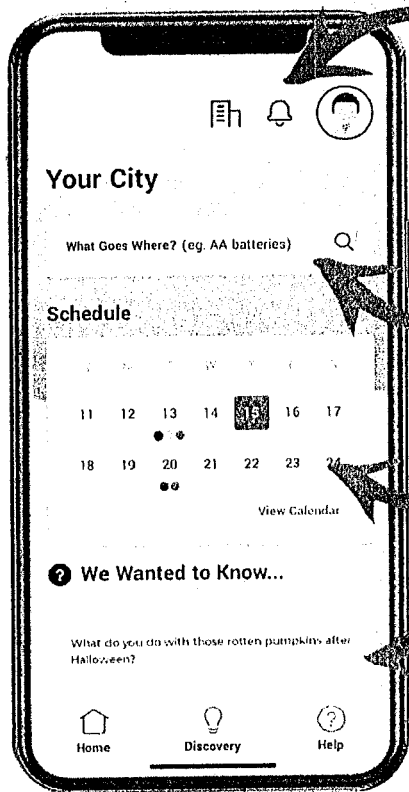 Your City
What Goes Where? (eg. AA batteries)
Schedule
11 12 13 14 15 16 17
18 19 20 21 22 23 24
View Calendar
? We Wanted to Know...
What do you do with those rotten pumpkins after
Halloween?
?
Home Discovery Help